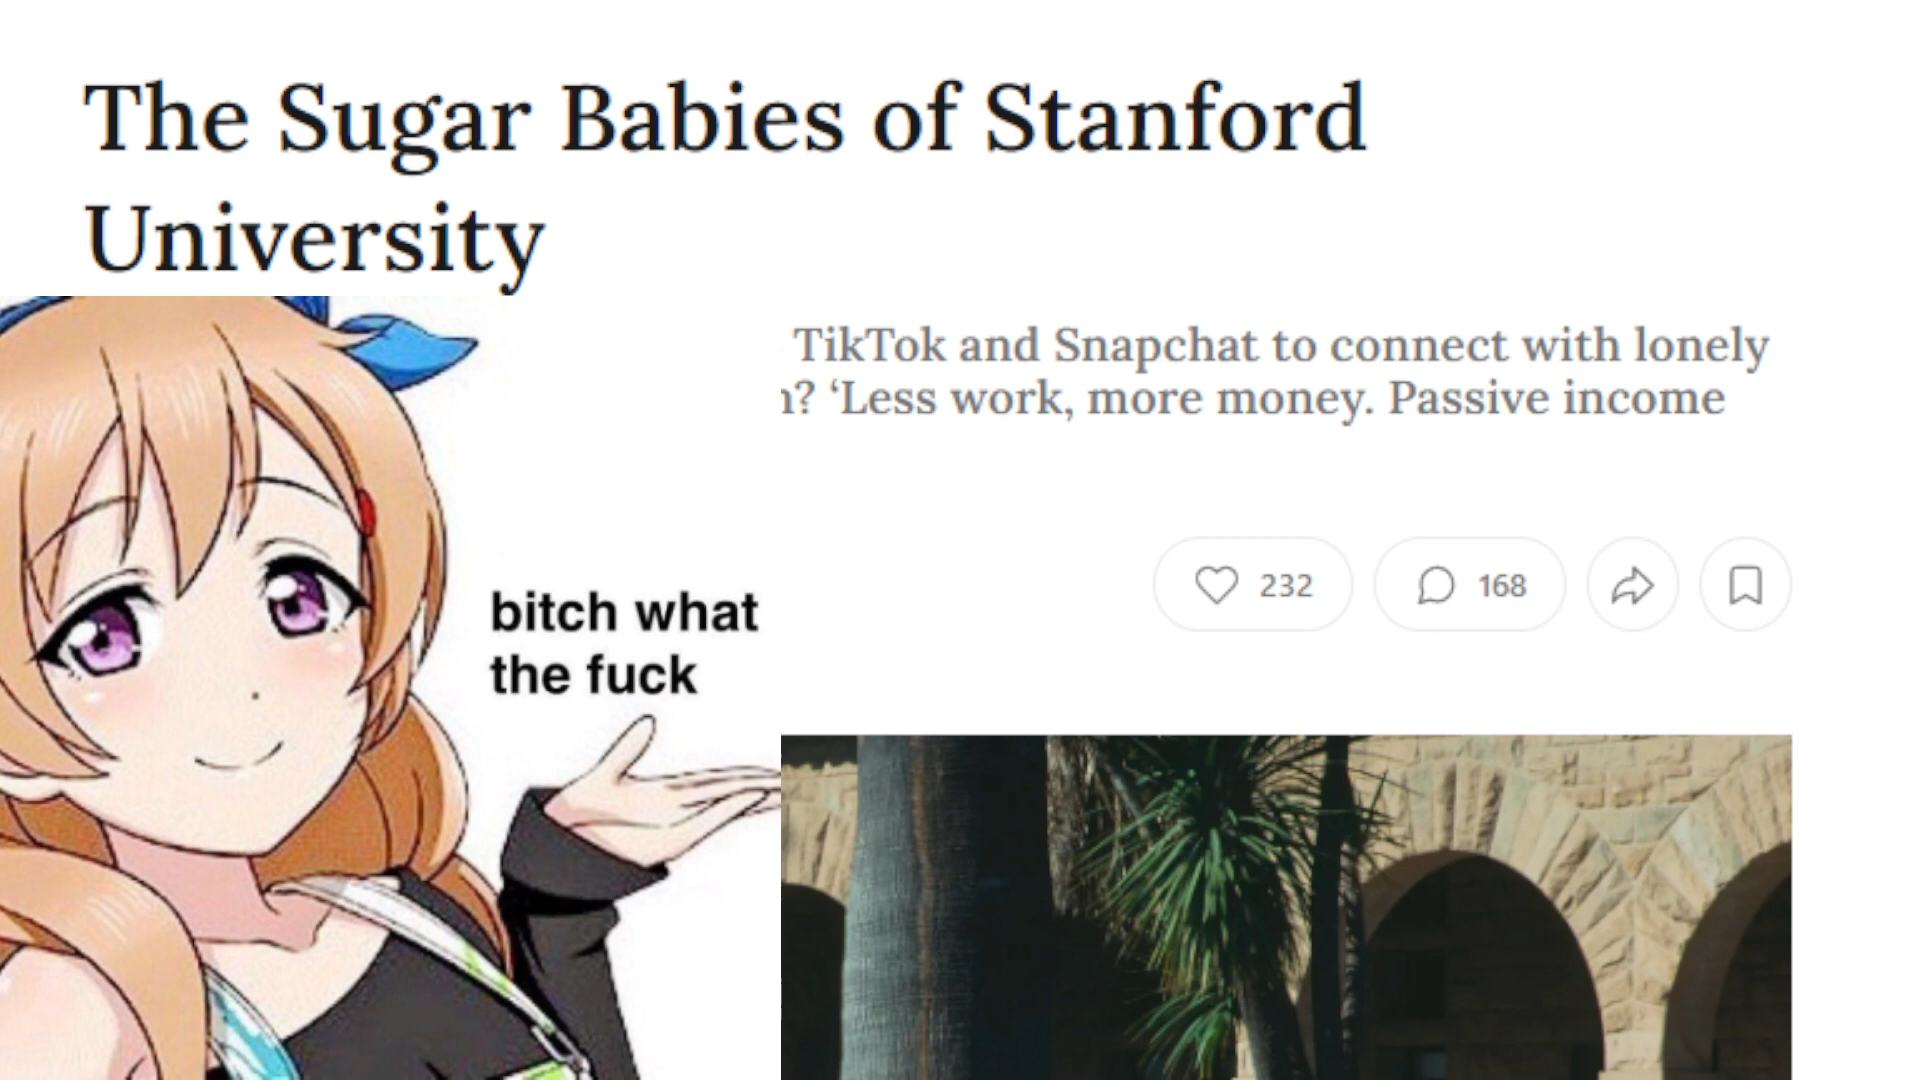 The Sugar Babies of Stanford
University
TikTok and Snapchat to connect with lonely
? ‘Less work, more money. Passive income
232
168
bitch what
the fuck